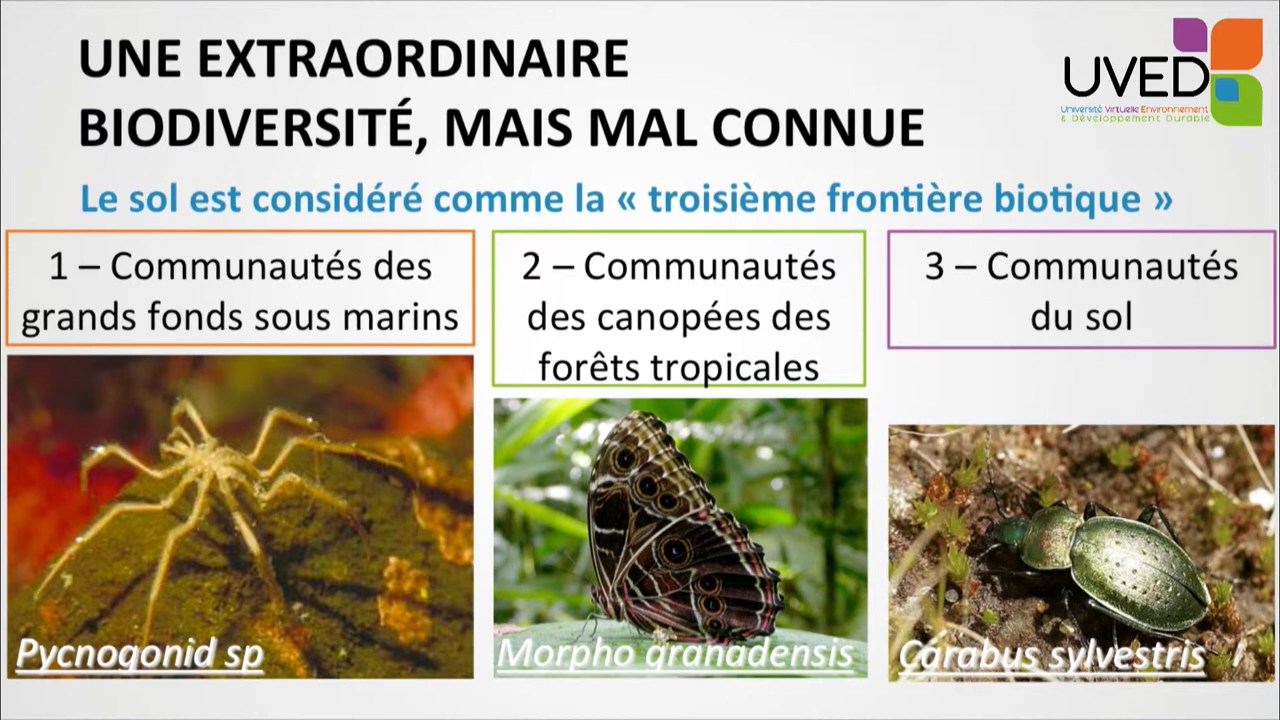 UNE EXTRAORDINAIRE
BIODIVERSITÉ, MAIS MAL CONNUE
UVED
Université Virtuelle Environnement
& Développement Durable
Le sol est considéré comme la « troisième frontière biotique »
1 – Communautés des
grands fonds sous marins
2 – Communautés
des canopées des
forêts tropicales
3 – Communautés
du sol
Pycnogonid sp
Morpho granadensis
Carabus sylvestris